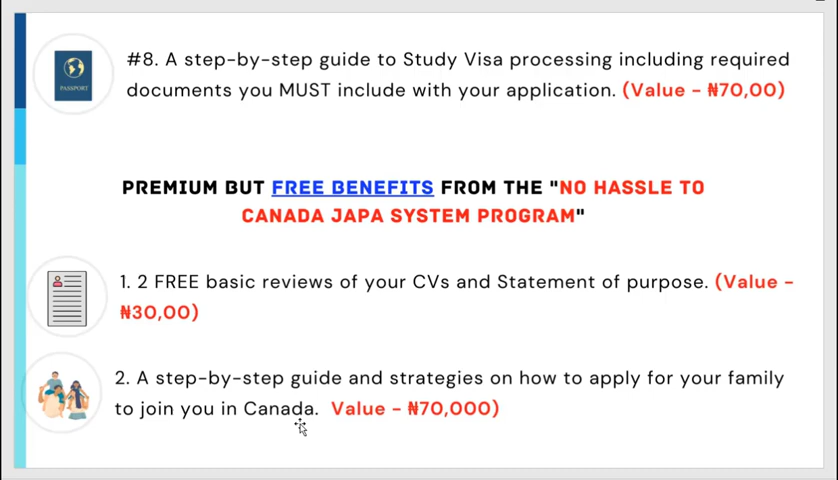 PASSPORT
#8. A step-by-step guide to Study Visa processing including required
documents you MUST include with your application. (Value - ₦70,00)
PREMIUM BUT FREE BENEFITS FROM THE "NO HASSLE TO
CANADA JAPA SYSTEM PROGRAM"
1. 2 FREE basic reviews of your CVs and Statement of purpose. (Value -
₦30,00)
2. A step-by-step guide and strategies on how to apply for your family
to join you in Canada. Value - ₦70,000)